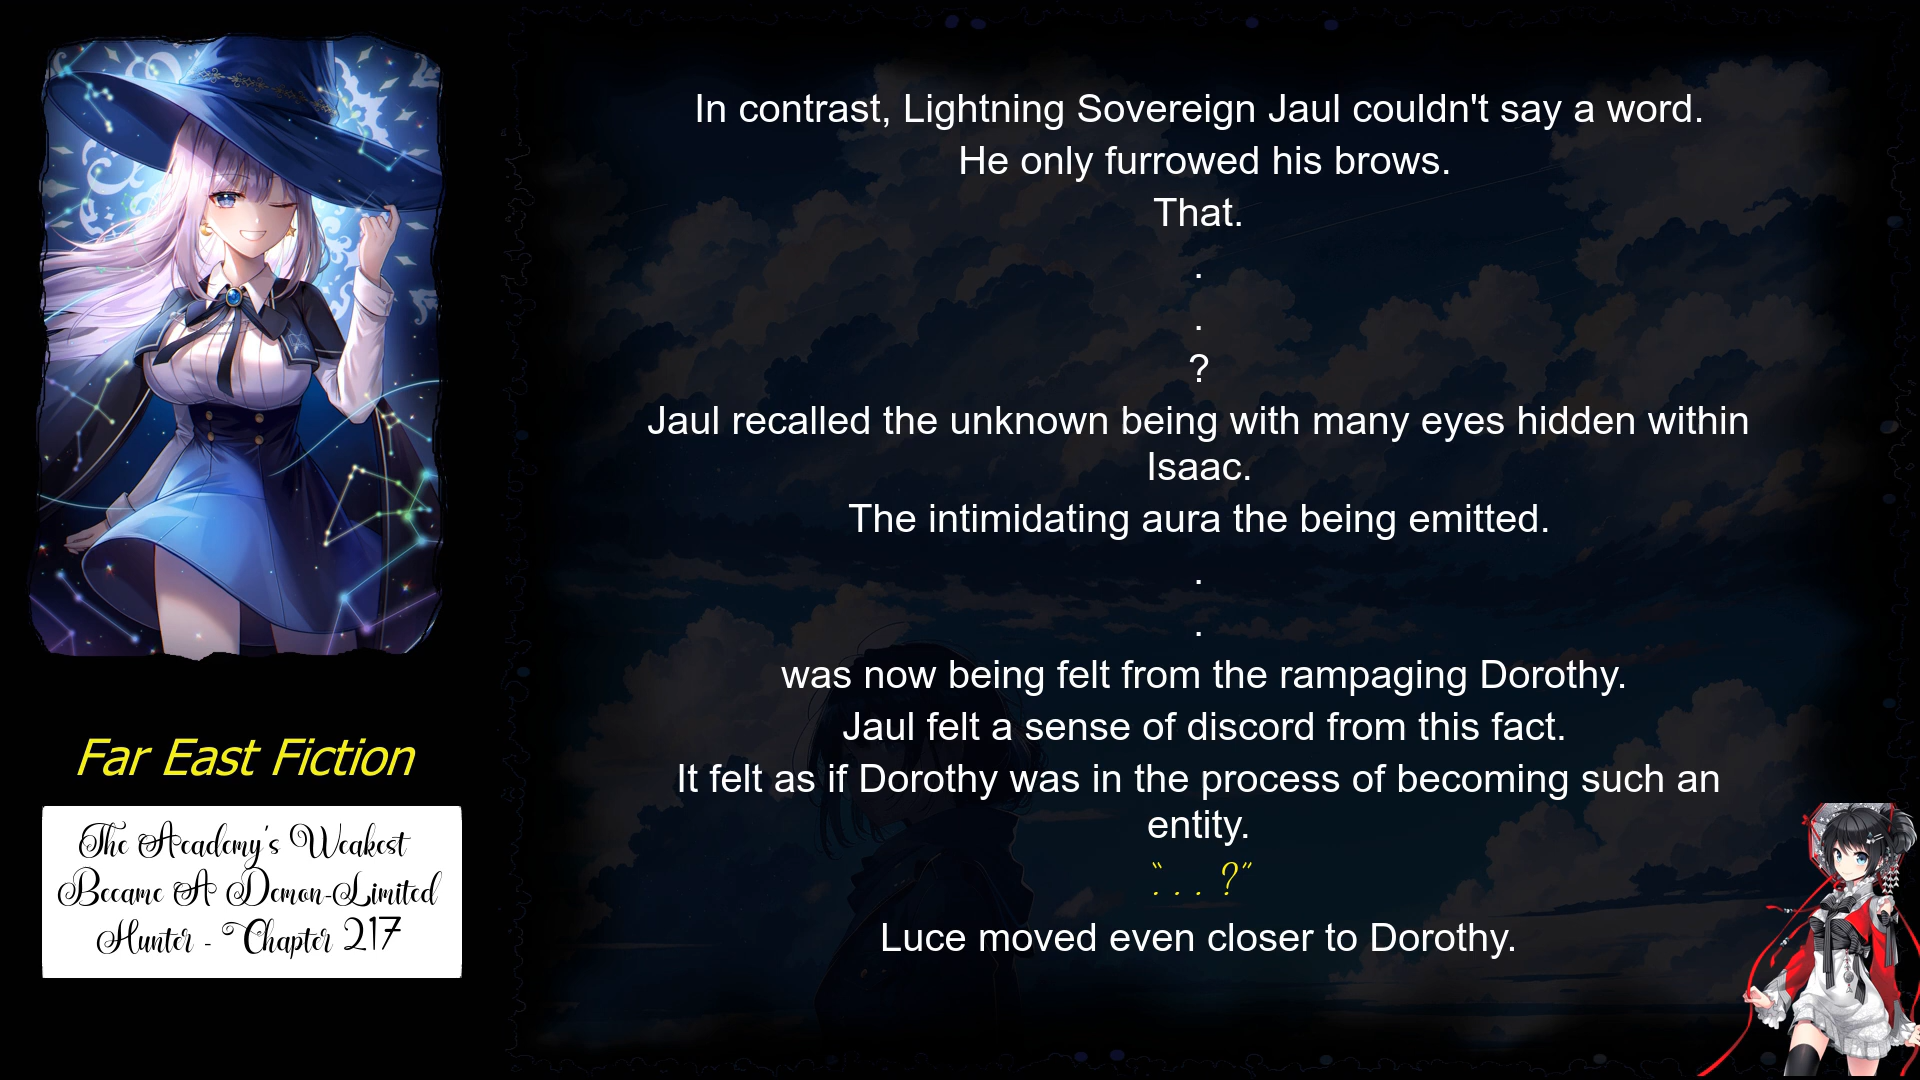 In contrast, Lightning Sovereign Jaul couldn't say a word.
He only furrowed his brows.
That.
.
.
?
Jaul recalled the unknown being with many eyes hidden within
Isaac.
The intimidating aura the being emitted.
.
.
was now being felt from the rampaging Dorothy.
Jaul felt a sense of discord from this fact.
It felt as if Dorothy was in the process of becoming such an
entity.
“. . . ?”
Luce moved even closer to Dorothy.
Far East Fiction
The Academy's Weakest
Became A Demon-Limited
Hunter - Chapter 217